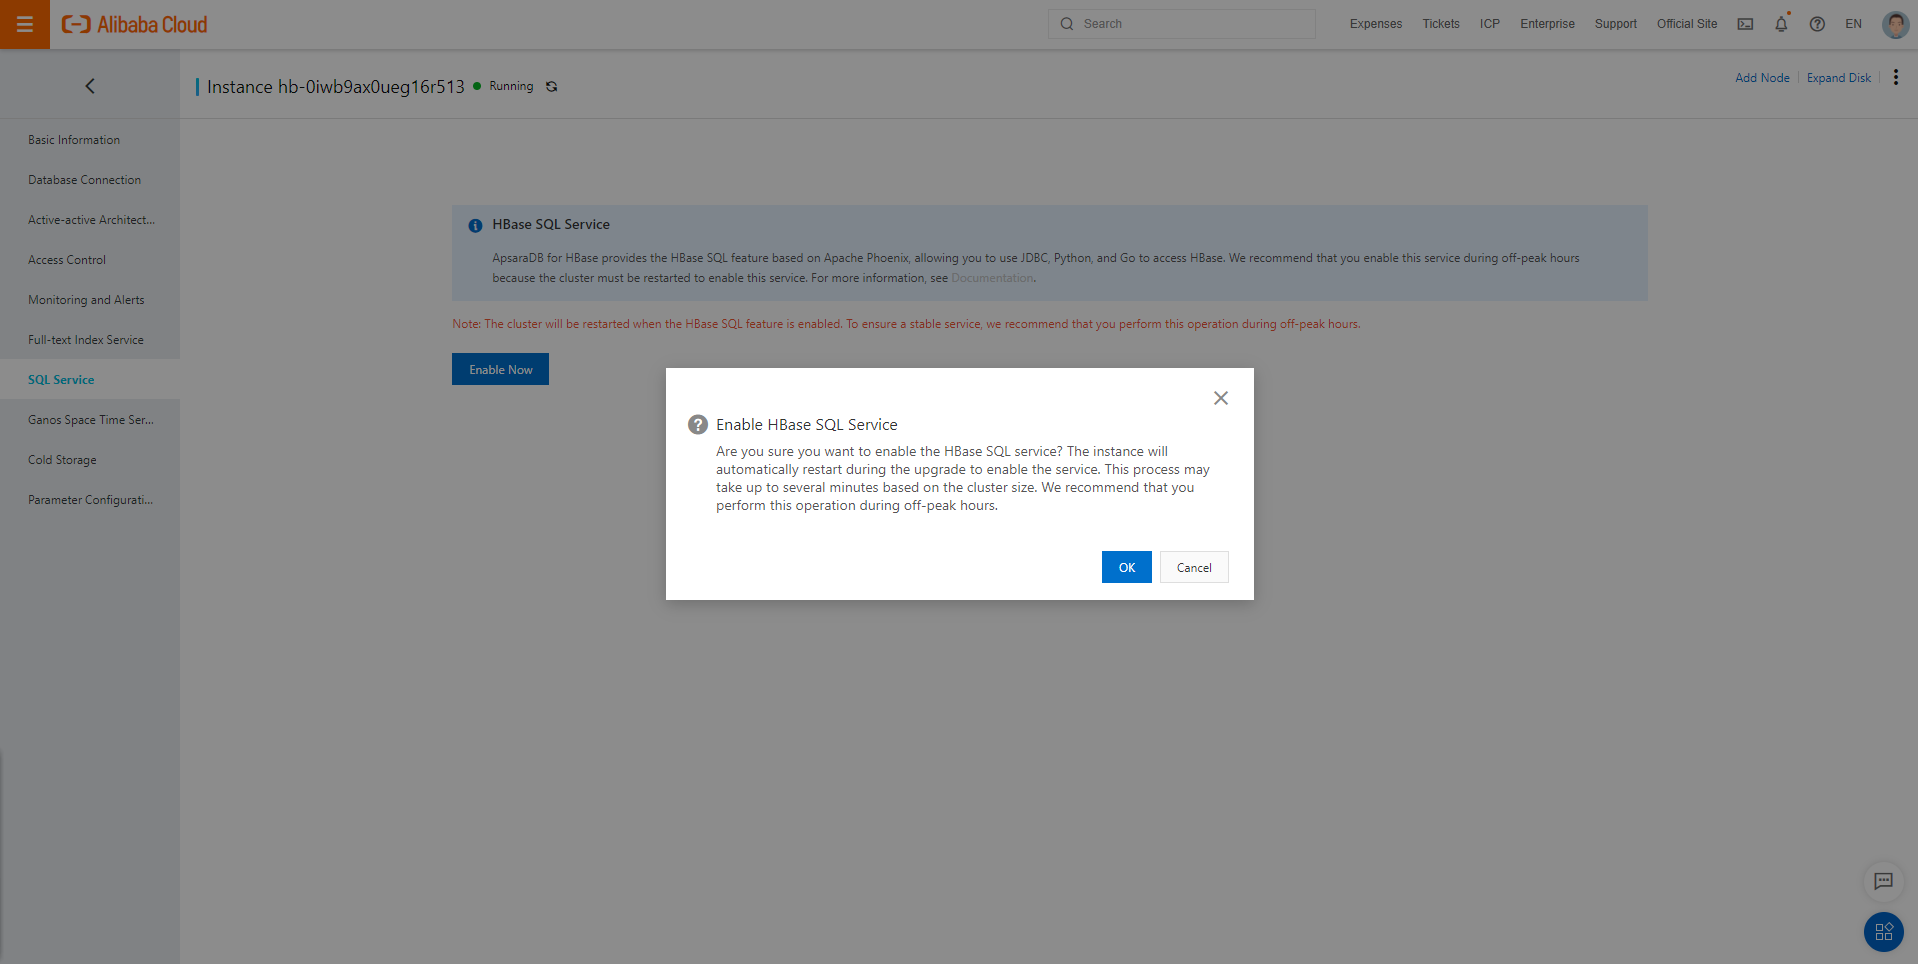 Alibaba Cloud
Search
Expenses Tickets ICP Enterprise Support Official Site EN
Instance hb-0iwb9ax0ueg16r513 Running
Add Node Expand Disk
Basic Information
Database Connection
Active-active Architect...
Access Control
Monitoring and Alerts
Full-text Index Service
SQL Service
Ganos Space Time Ser...
Cold Storage
Parameter Configurati...
HBase SQL Service
ApsaraDB for HBase provides the HBase SQL feature based on Apache Phoenix, allowing you to use JDBC, Python, and Go to access HBase. We recommend that you enable this service during off-peak hours
because the cluster must be restarted to enable this service. For more information, see Documentation.
Note: The cluster will be restarted when the HBase SQL feature is enabled. To ensure a stable service, we recommend that you perform this operation during off-peak hours.
Enable Now
Enable HBase SQL Service
Are you sure you want to enable the HBase SQL service? The instance will
automatically restart during the upgrade to enable the service. This process may
take up to several minutes based on the cluster size. We recommend that you
perform this operation during off-peak hours.
OK Cancel